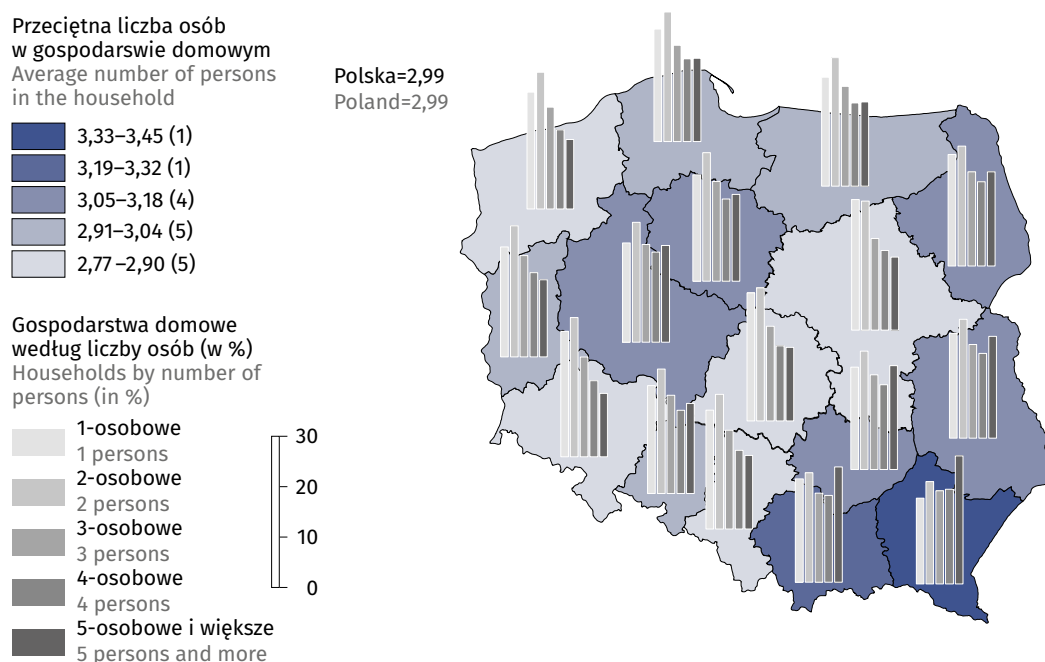 Przeciętna liczba osób
w gospodarswie domowym
Average number of persons
in the household
3,33–3,45 (1)
3,19–3,32 (1)
3,05–3,18 (4)
2,91–3,04 (5)
2,77–2,90 (5)
Polska=2,99
Poland=2,99
Gospodarstwa domowe
według liczby osób (w %)
Households by number of
persons (in %)
1-osobowe
1 persons
2-osobowe
2 persons
3-osobowe
3 persons
4-osobowe
4 persons
5-osobowe i większe
5 persons and more
30
20
10
0